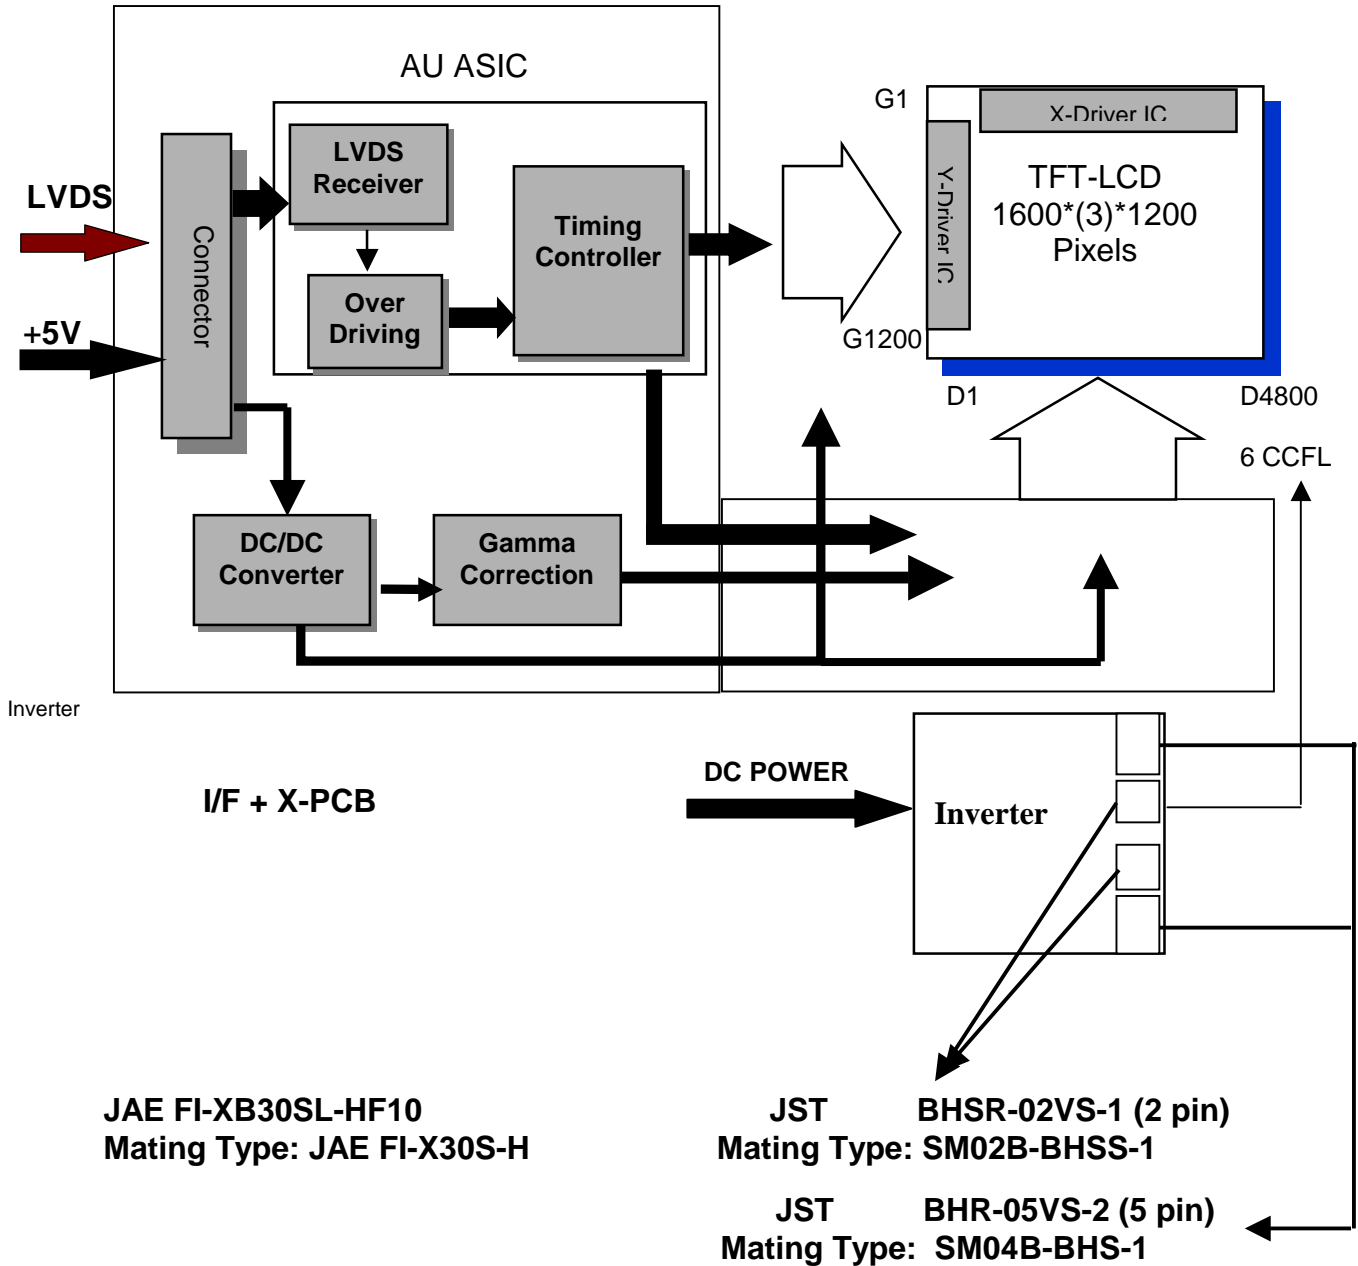 AU ASIC
G1
X-Driver IC
LVDS
Receiver
LVDS
Connector
Timing
Controller
Y-Driver IC
TFT-LCD
1600*(3)*1200
Pixels
Over
Driving
+5V
G1200
D1
D4800
6 CCFL
DC/DC
Converter
Gamma
Correction
Inverter
I/F + X-PCB
DC POWER
Inverter
JAE FI-XB30SL-HF10
Mating Type: JAE FI-X30S-H
JST BHSR-02VS-1 (2 pin)
Mating Type: SM02B-BHSS-1
JST BHR-05VS-2 (5 pin)
Mating Type: SM04B-BHS-1